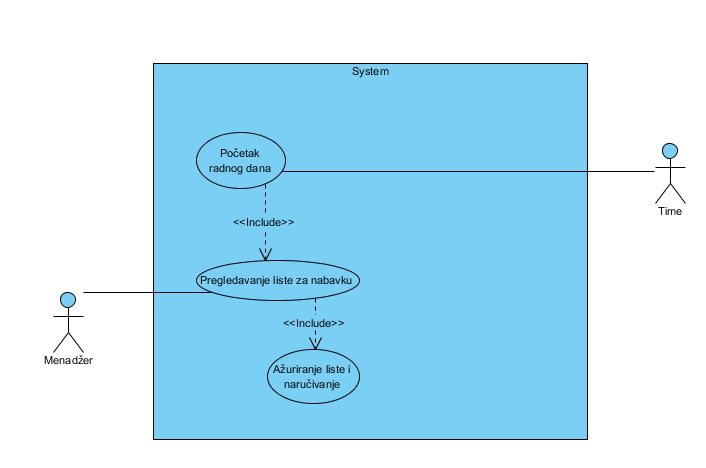 System
Početak
radnog dana
Time
<<Include>>
Pregledavanje liste za nabavku
Menadžer
<<Include>>
Ažuriranje liste i
naručivanje